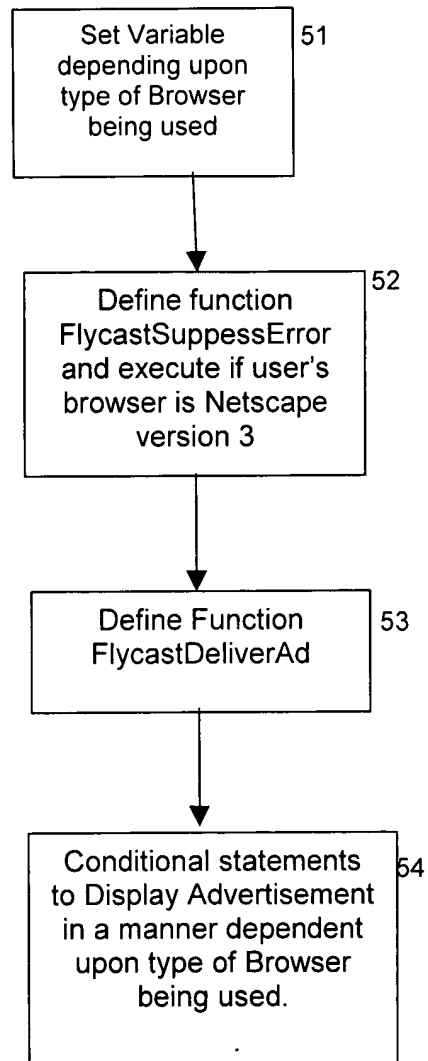 Set Variable
depending upon
type of Browser
being used
51
Define function
FlycastSuppessError
and execute if user's
browser is Netscape
version 3
52
Define Function
FlycastDeliverAd
53
Conditional statements
to Display Advertisement
in a manner dependent
upon type of Browser
being used.
54